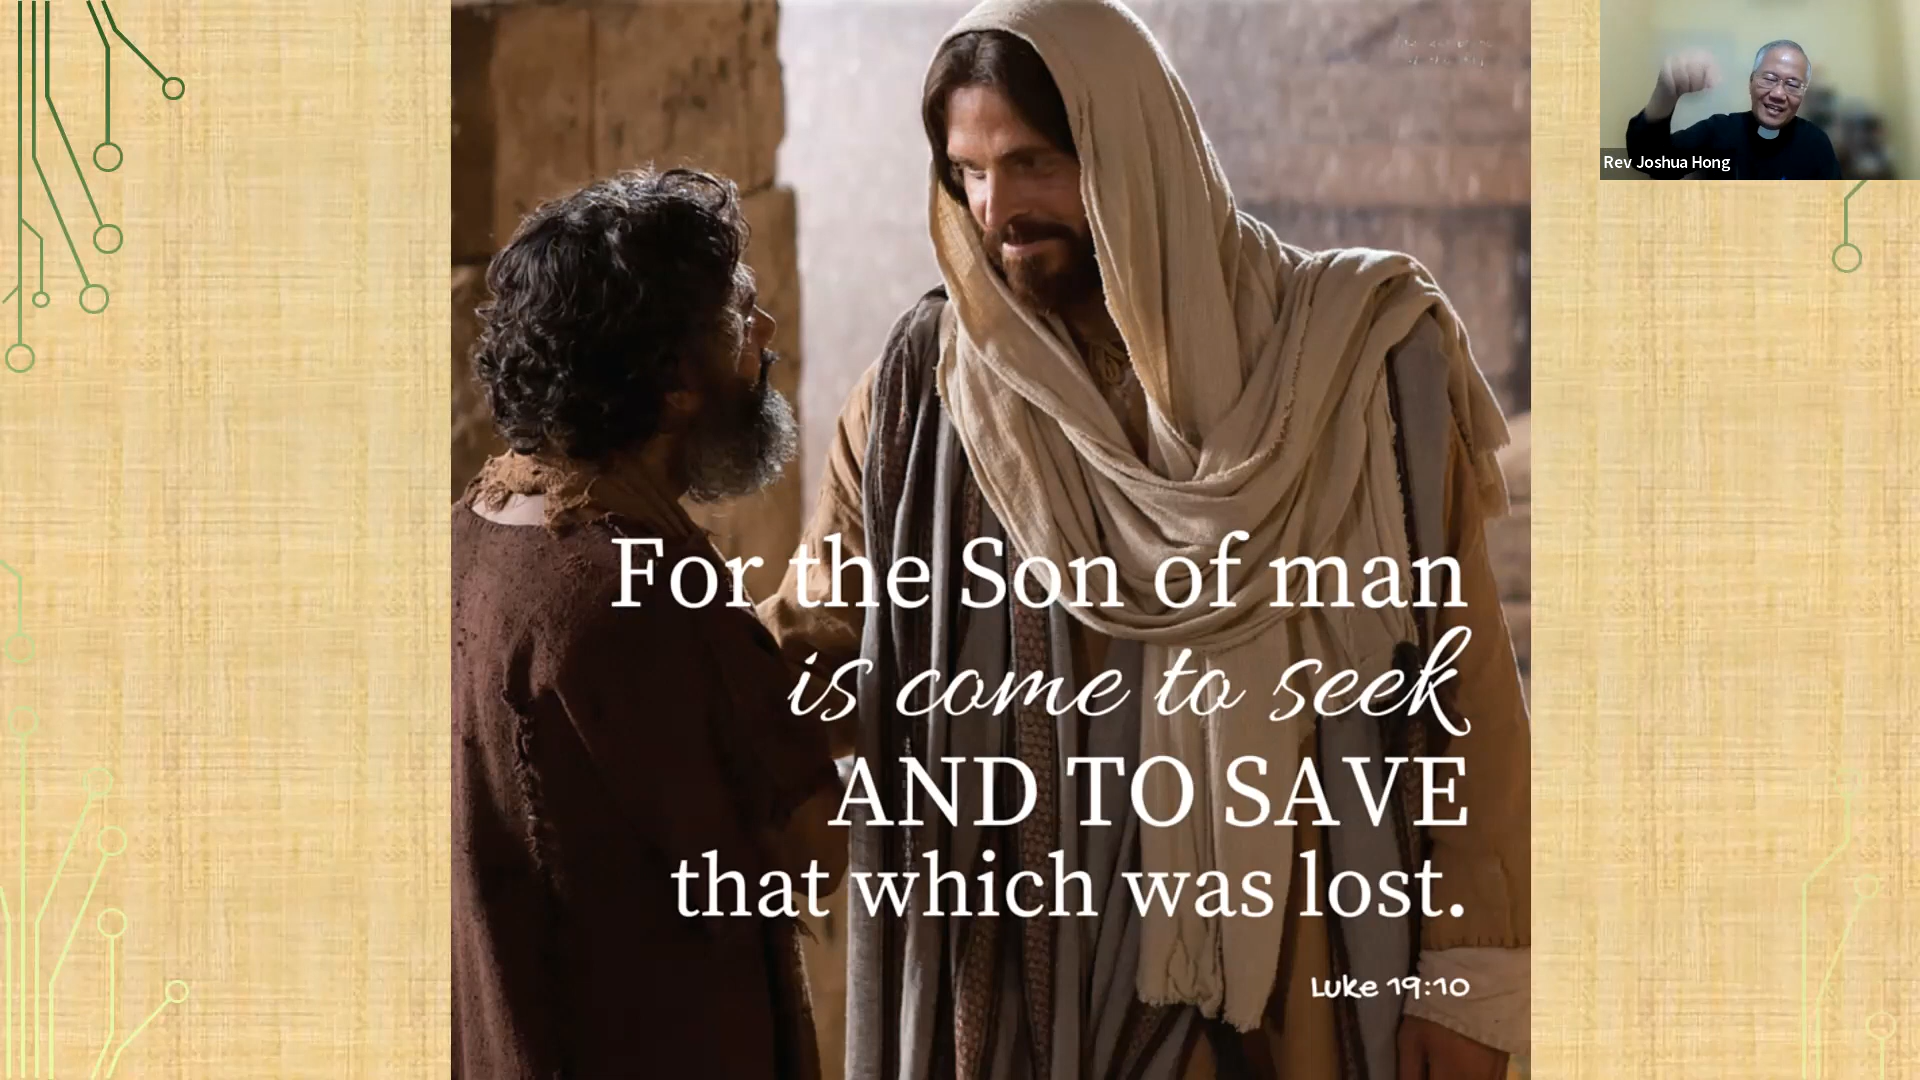 Rev Joshua Hong
For the Son of man
is come to seek
AND TO SAVE
that which was lost.
Luke 19:10